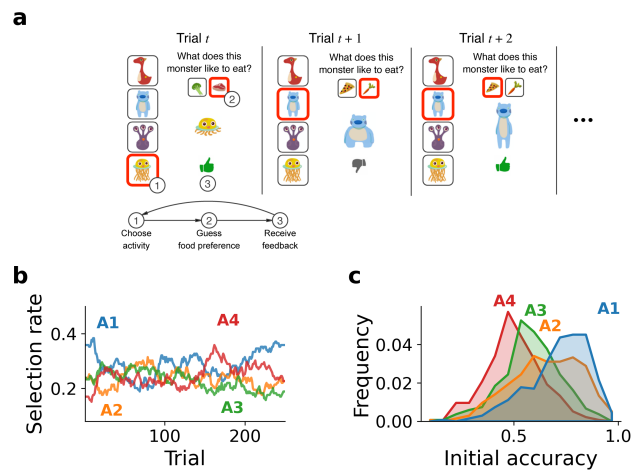 a
Trial t
Trial t + 1
Trial t + 2
What does this
monster like to eat?
What does this
monster like to eat?
What does this
monster like to eat?
2
1
3
...
1
2
3
Choose
activity
Guess
food preference
Receive
feedback
b
Selection rate
0.4
0.2
A1
A4
A2
A3
100
200
Trial
c
Frequency
0.04
0.02
0.00
A4
A3
A2
A1
0.5
1.0
Initial accuracy